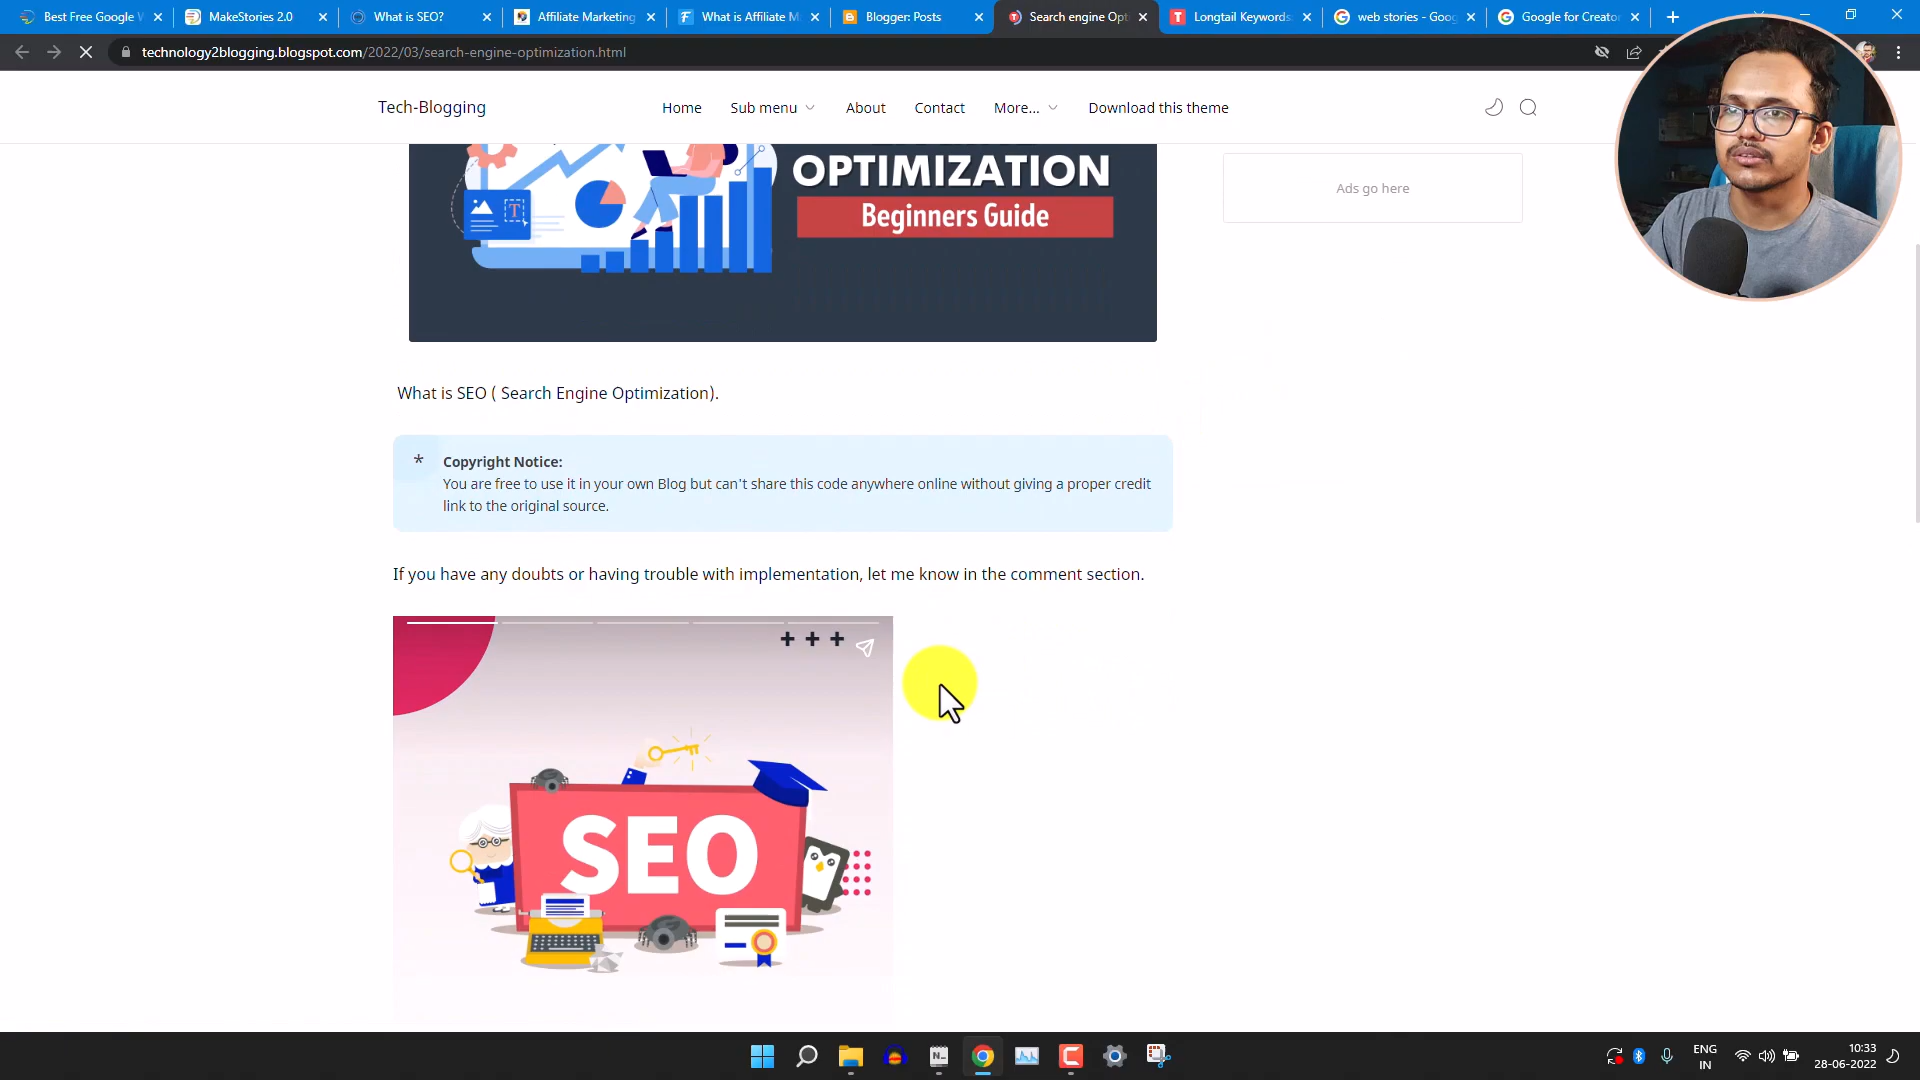 Best Free Google W
MakeStories 2.0
What is SEO?
Affiliate Marketing
What is Affiliate M
Blogger: Posts
Search engine Opt
Longtail Keywords
web stories - Goog
Google for Creator
technology2blogging.blogspot.com/2022/03/search-engine-optimization.html
Tech-Blogging
Home
Sub menu
About
Contact
More...
Download this theme
OPTIMIZATION
Beginners Guide
T
Ads go here
What is SEO ( Search Engine Optimization).
* Copyright Notice:
You are free to use it in your own Blog but can't share this code anywhere online without giving a proper credit
link to the original source.
If you have any doubts or having trouble with implementation, let me know in the comment section.
SEO
ENG
IN
10:33
28-06-2022